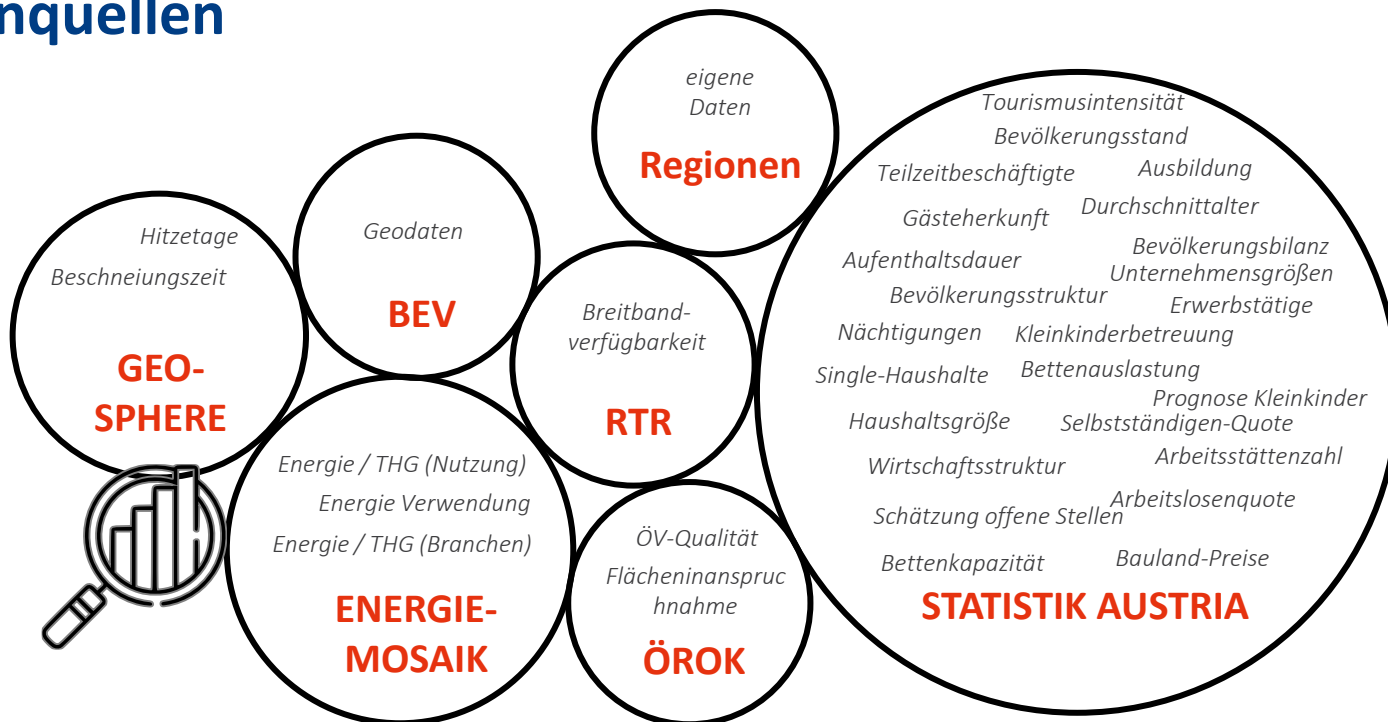 nquellen
eigene
Daten
Regionen
Geodaten
BEV
Hitzetage
Beschneiungszeit
GEO-
SPHERE
Breitband-
verfügbarkeit
RTR
Energie / THG (Nutzung)
Energie Verwendung
Energie / THG (Branchen)
ENERGIE-
MOSAIK
ÖV-Qualität
Flächeninanspruc
hnahme
ÖROK
Tourismusintensität
Bevölkerungsstand
Teilzeitbeschäftigte
Ausbildung
Gästeherkunft
Durchschnittalter
Bevölkerungsbilanz
Aufenthaltsdauer
Unternehmensgrößen
Bevölkerungsstruktur
Erwerbstätige
Nächtigungen
Kleinkinderbetreuung
Single-Haushalte
Bettenauslastung
Prognose Kleinkinder
Haushaltsgröße
Selbstständigen-Quote
Wirtschaftsstruktur
Arbeitsstättenzahl
Arbeitslosenquote
Schätzung offene Stellen
Bettenkapazität
Bauland-Preise
STATISTIK AUSTRIA